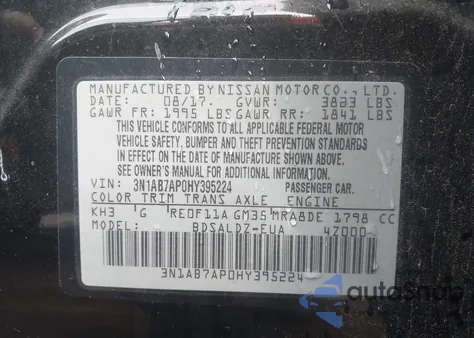 MANUFACTURED BY NISSAN MOTOR CO., LTD.
DATE: 08/17. GVWR: 3823 LBS
GAWR FR: 1995 LBS GAWR RR: 1841 LBS
THIS VEHICLE CONFORMS TO ALL APPLICABLE FEDERAL MOTOR
VEHICLE SAFETY, BUMPER, AND THEFT PREVENTION STANDARDS
IN EFFECT ON THE DATE OF MANUFACTURE SHOWN ABOVE.
SEE OWNER'S MANUAL FOR ADDITIONAL INFORMATION.
VIN: 3N1AB7AP0HY395224 PASSENGER CAR.
COLOR TRIM TRANS AXLE ENGINE
KH3 G RE0F11A GM35 MRA8DE 1798 CC
MODEL: BDSALDZ-EUA 47000
3N1AB7AP0HY395224
autosnab